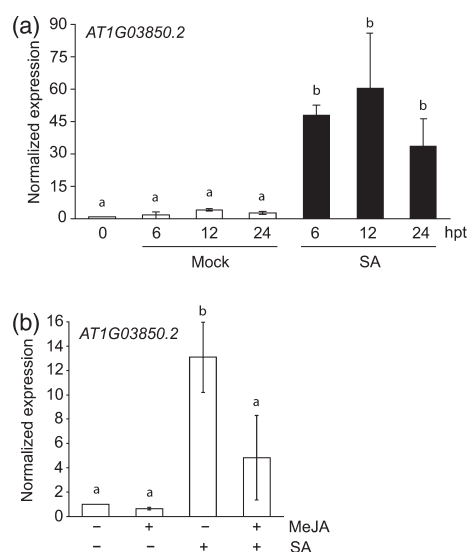 (a)
AT1G03850.2
Normalized expression
90
75
60
45
30
15
0
a
a
a
a
b
b
b
0 6 12 24 6 12 24 hpt
Mock SA
(b)
AT1G03850.2
Normalized expression
16
14
12
10
8
6
4
2
0
a
a
b
a
– + – + MeJA
– – + + SA